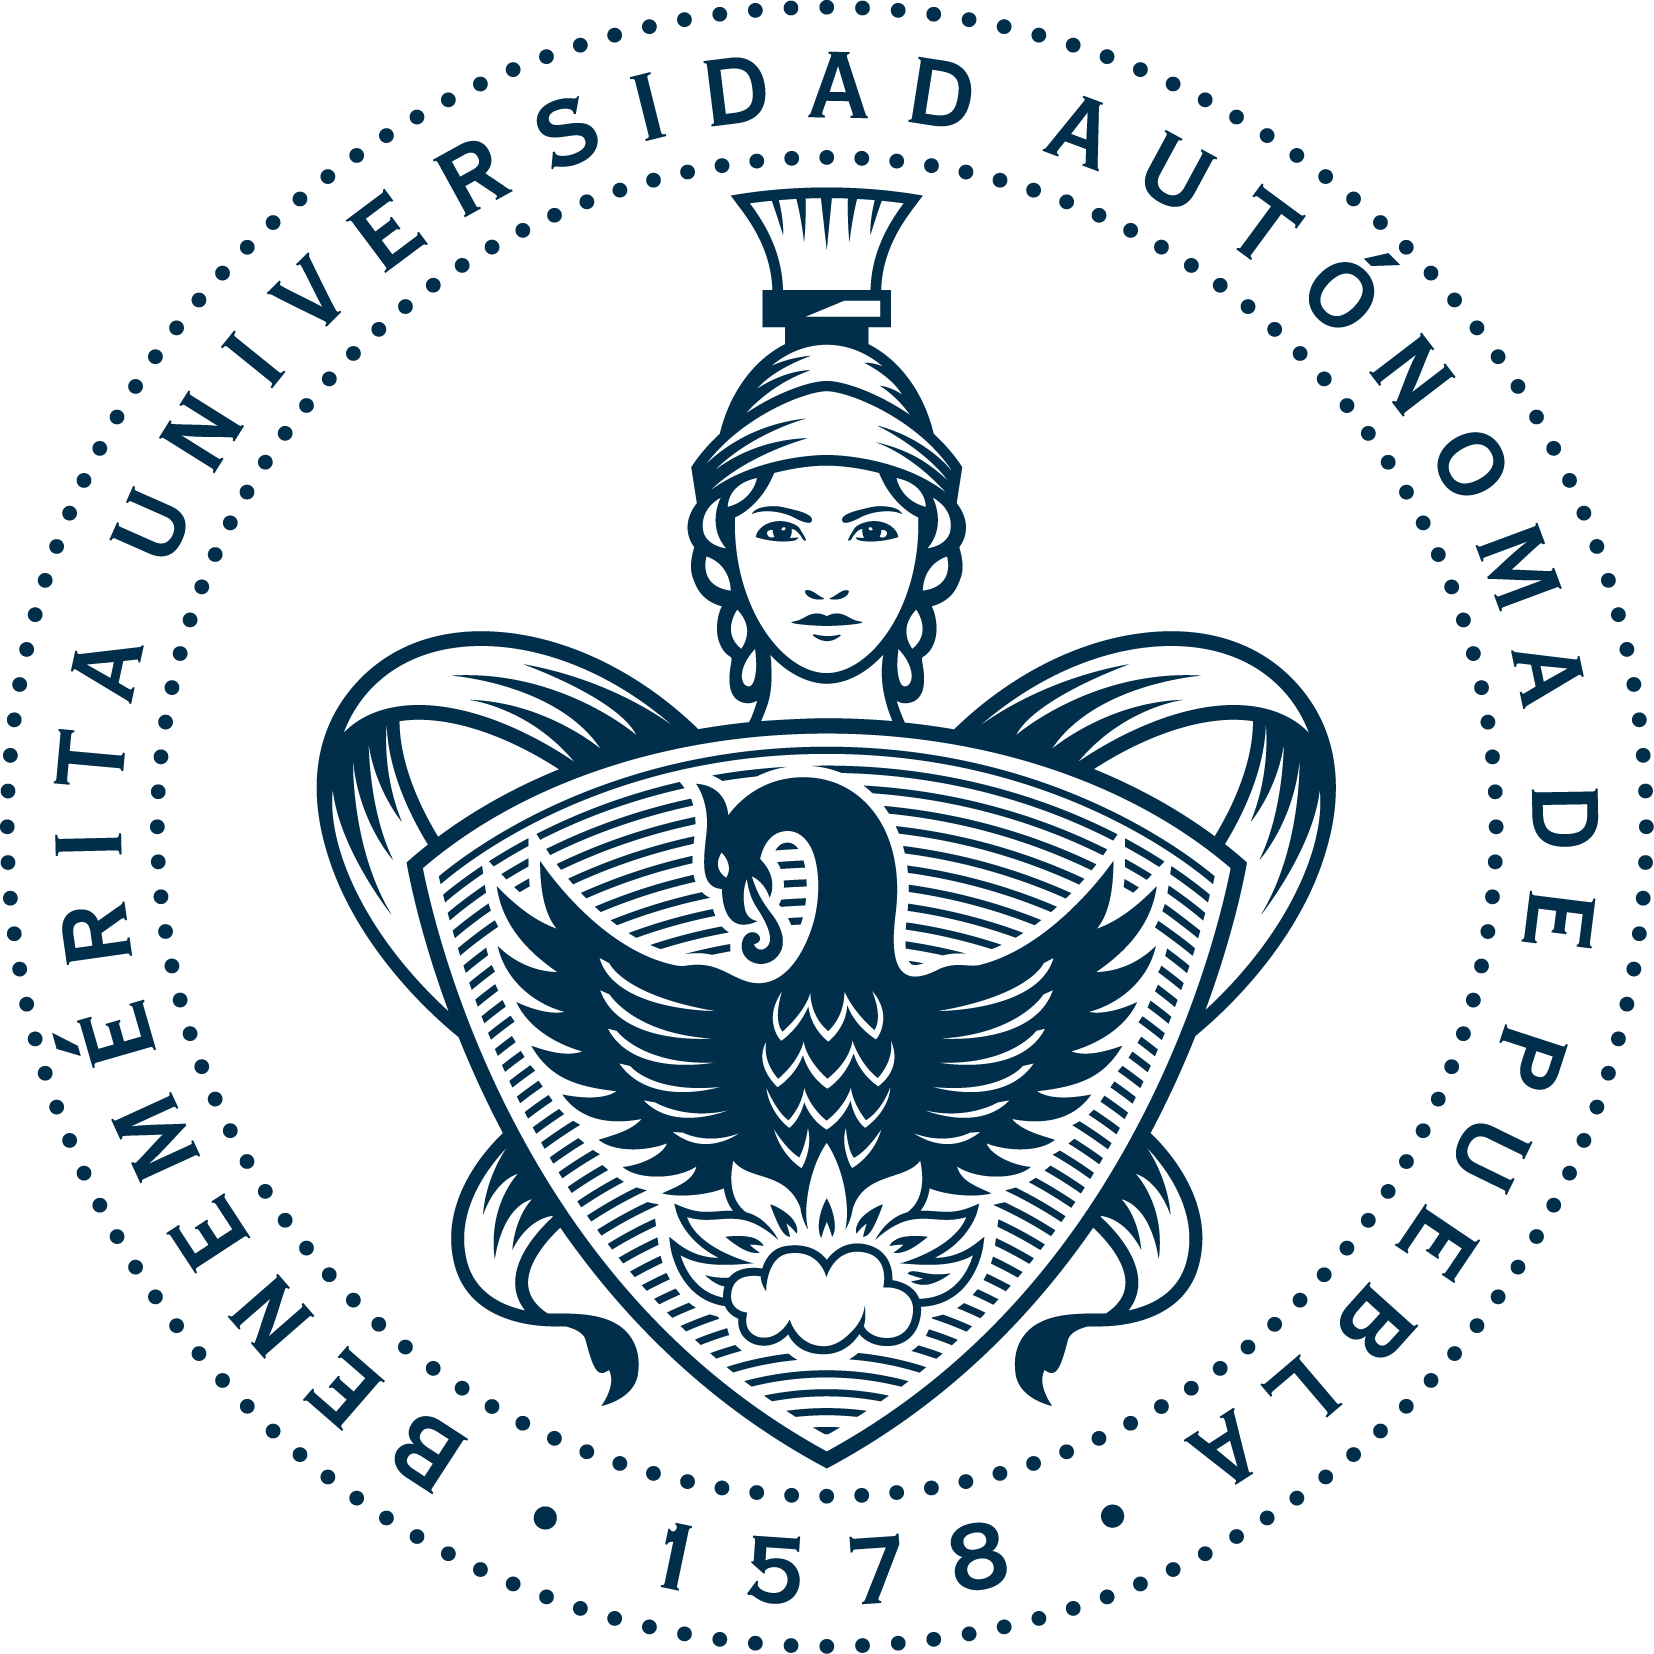 BENEMÉRITA UNIVERSIDAD AUTÓNOMA DE PUEBLA
• 1578 •